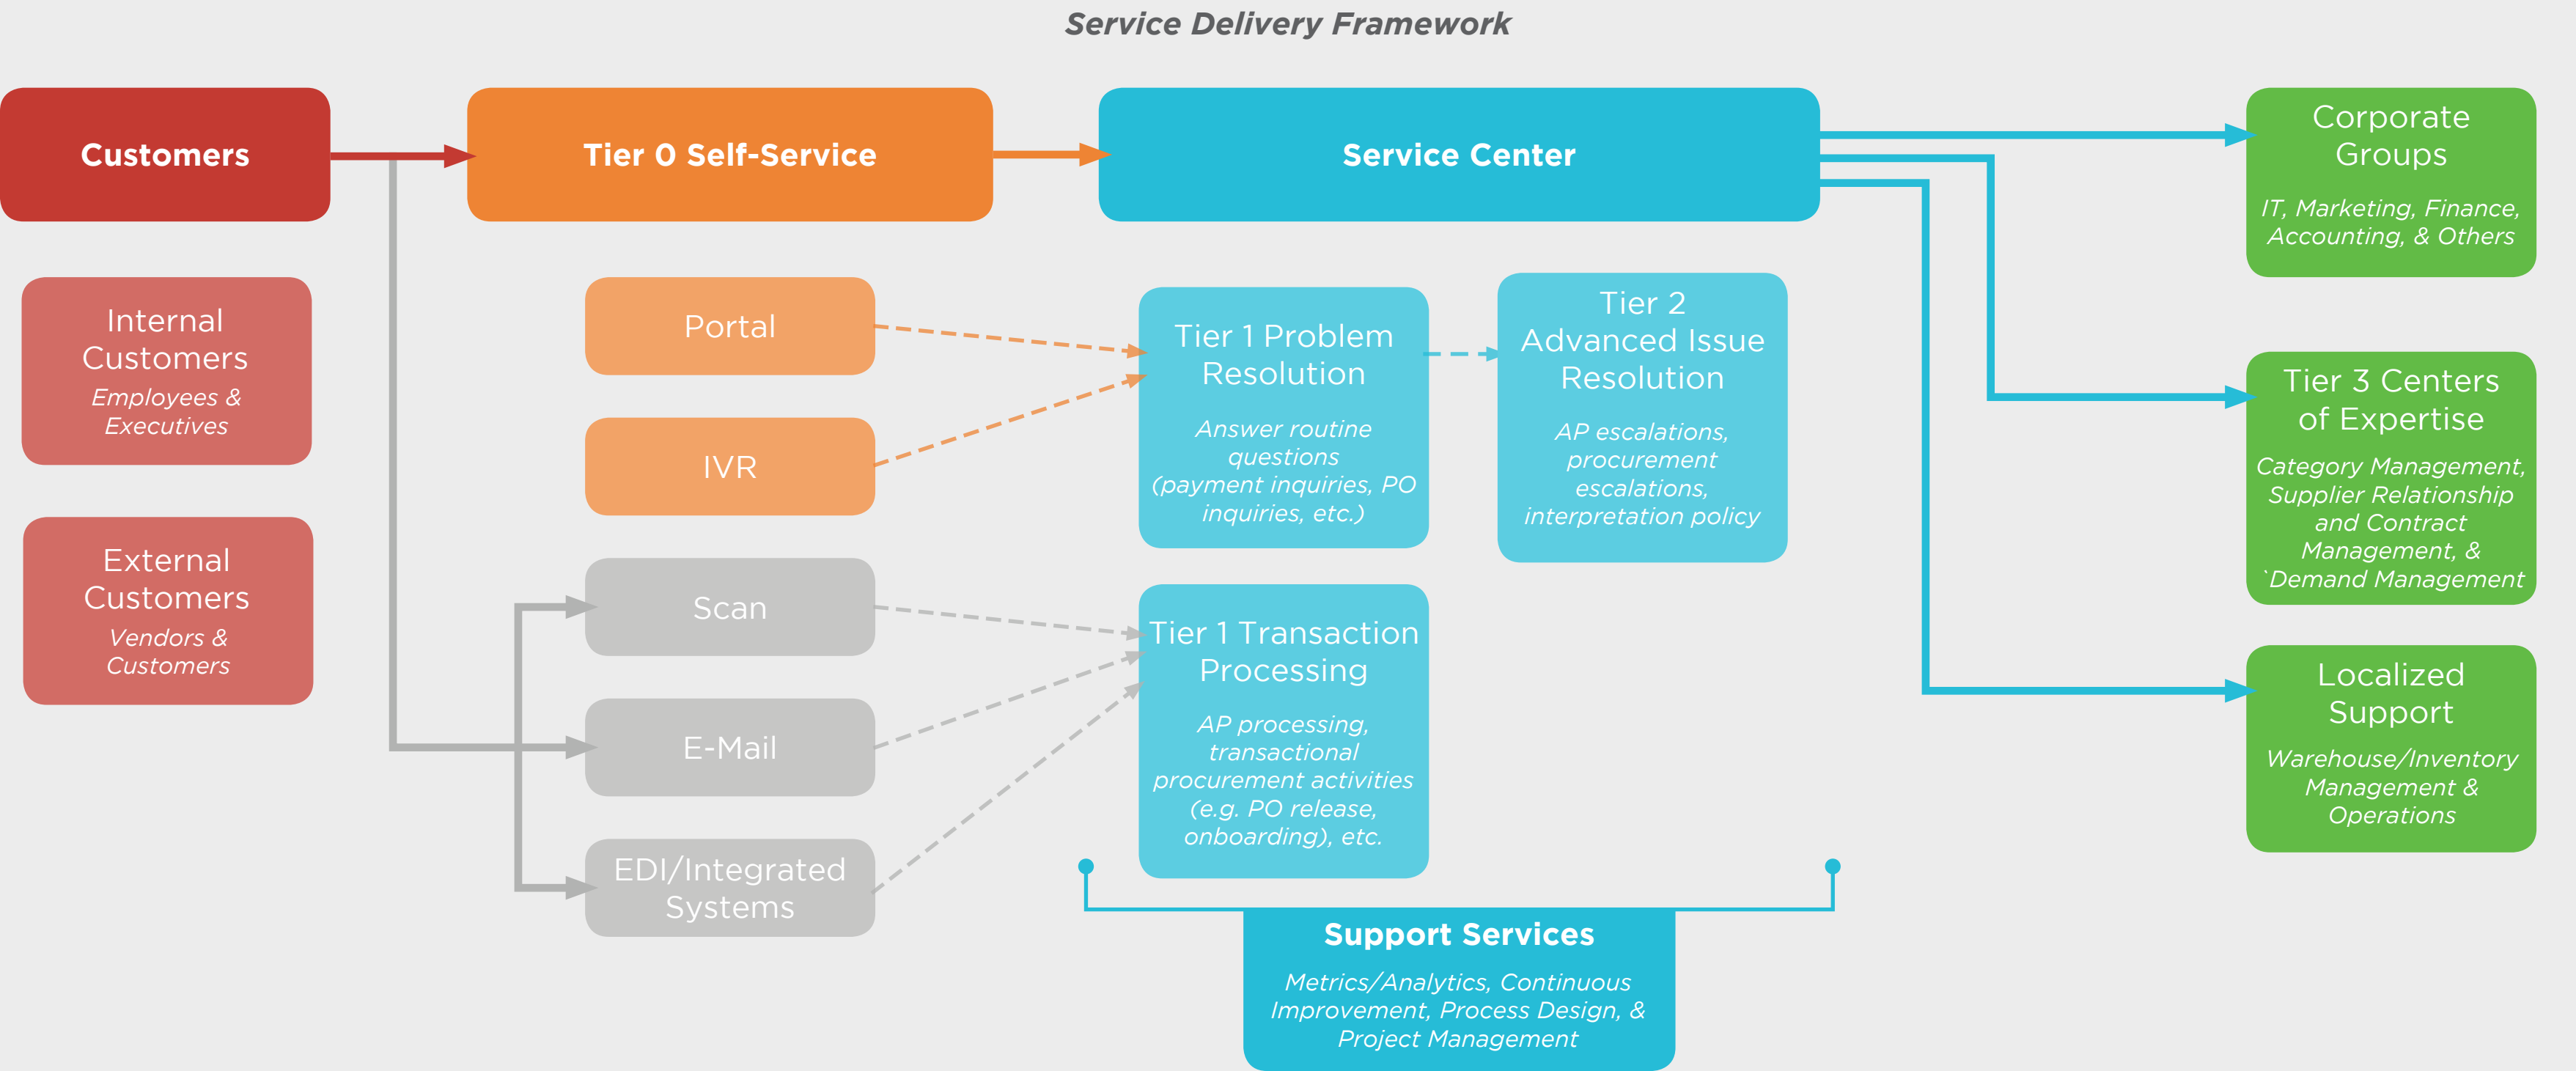 Service Delivery Framework
Customers
Tier 0 Self-Service
Service Center
Internal
Customers
Employees &
Executives
External
Customers
Vendors &
Customers
Portal
IVR
Scan
E-Mail
EDI/Integrated
Systems
Tier 1 Problem
Resolution
Answer routine
questions
(payment inquiries, PO
inquiries, etc.)
Tier 2
Advanced Issue
Resolution
AP escalations,
procurement
escalations,
interpretation policy
Tier 1 Transaction
Processing
AP processing,
transactional
procurement activities
(e.g. PO release,
onboarding), etc.
Support Services
Metrics/Analytics, Continuous
Improvement, Process Design, &
Project Management
Corporate
Groups
IT, Marketing, Finance,
Accounting, & Others
Tier 3 Centers
of Expertise
Category Management,
Supplier Relationship
and Contract
Management, &
`Demand Management
Localized
Support
Warehouse/Inventory
Management &
Operations